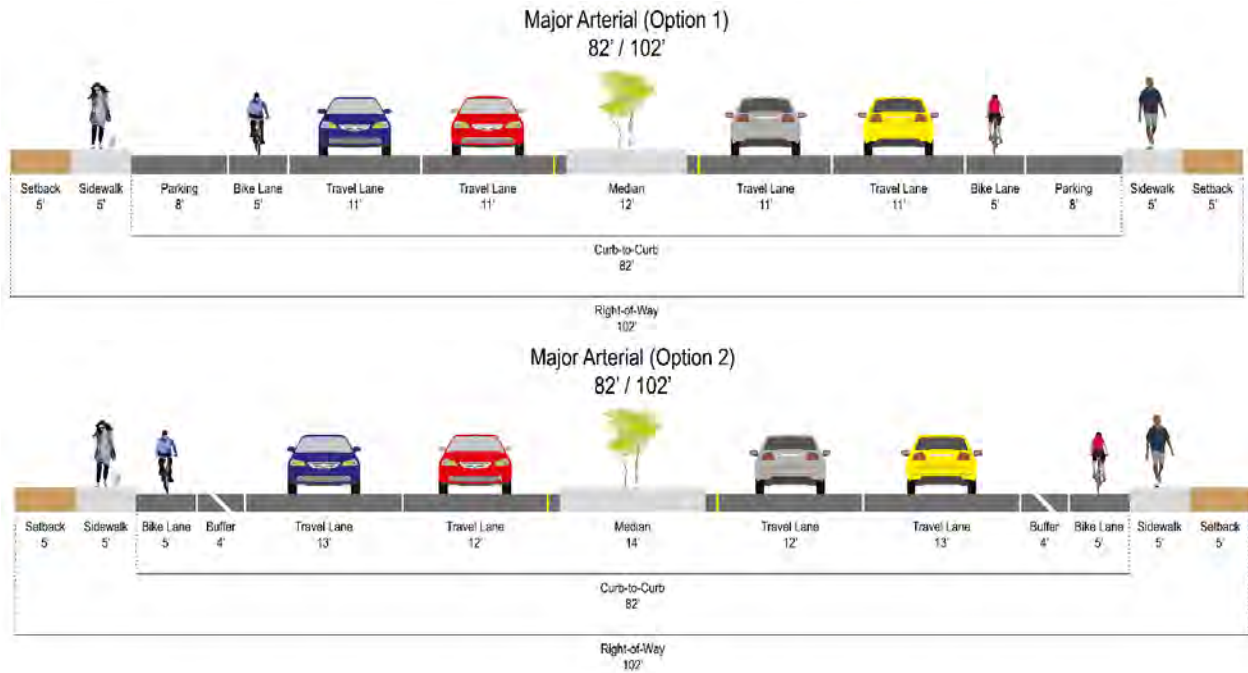 Major Arterial (Option 1)
82' / 102'
Setback Sidewalk Parking Bike Lane Travel Lane Travel Lane Median Travel Lane Travel Lane Bike Lane Parking Sidewalk Setback
5' 5' 8' 5' 11' 11' 12' 11' 11' 5' 8' 5' 5'
Curb-to-Curb
82'
Right-of-Way
102'
Major Arterial (Option 2)
82' / 102'
Setback Sidewalk Bike Lane Buffer Travel Lane Travel Lane Median Travel Lane Travel Lane Buffer Bike Lane Sidewalk Setback
5' 5' 5' 4' 13' 12' 14' 12' 13' 4' 5' 5' 5'
Curb-to-Curb
82'
Right-of-Way
102'